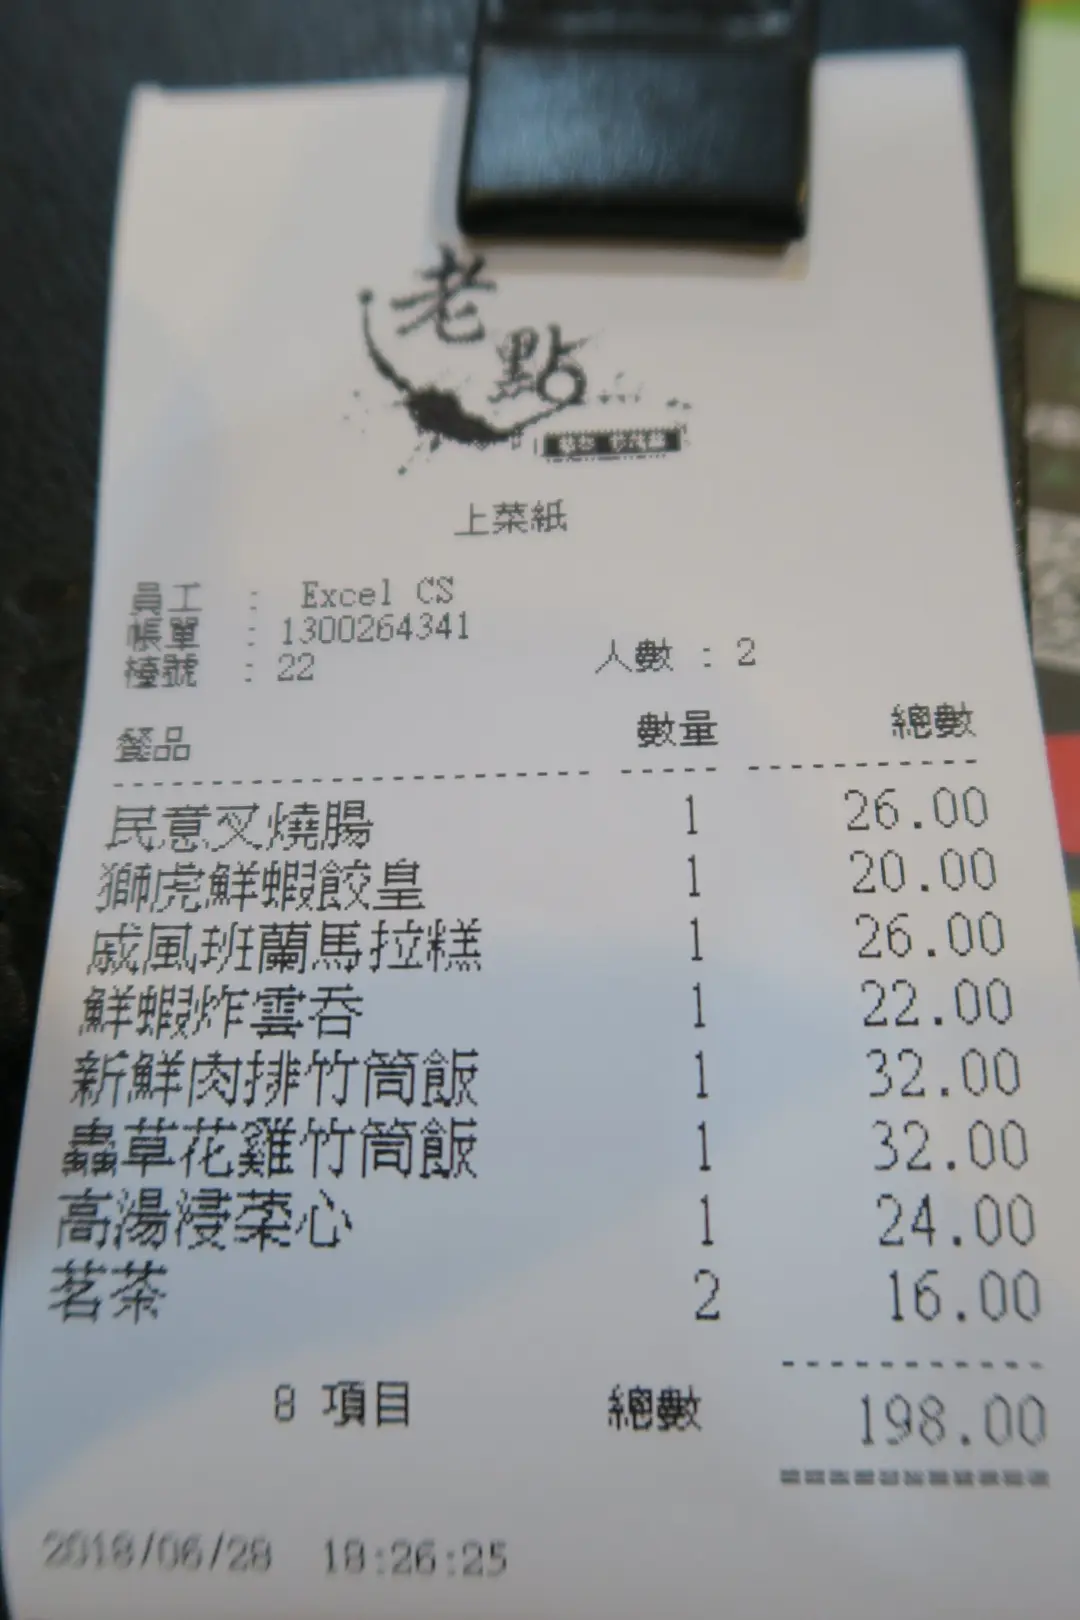 老點
上菜紙
員工 : Excel CS
帳單 : 1300264341
檯號 : 22 人數 : 2
餐品 數量 總數
民意叉燒腸 1 26.00
獅虎鮮蝦餃皇 1 20.00
戚風班蘭馬拉糕 1 26.00
鮮蝦炸雲吞 1 22.00
新鮮肉排竹筒飯 1 32.00
蟲草花雞竹筒飯 1 32.00
高湯浸菜心 1 24.00
茗茶 2 16.00
8 項目 總數 198.00
2018/06/28 18:26:25